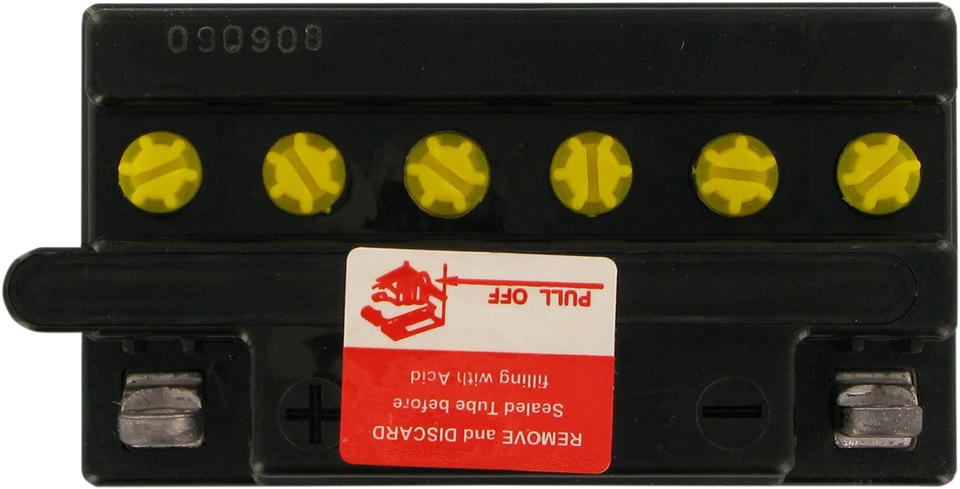 090908
PULL OFF
REMOVE and DISCARD
Sealed Tube before
filling with Acid
+
-